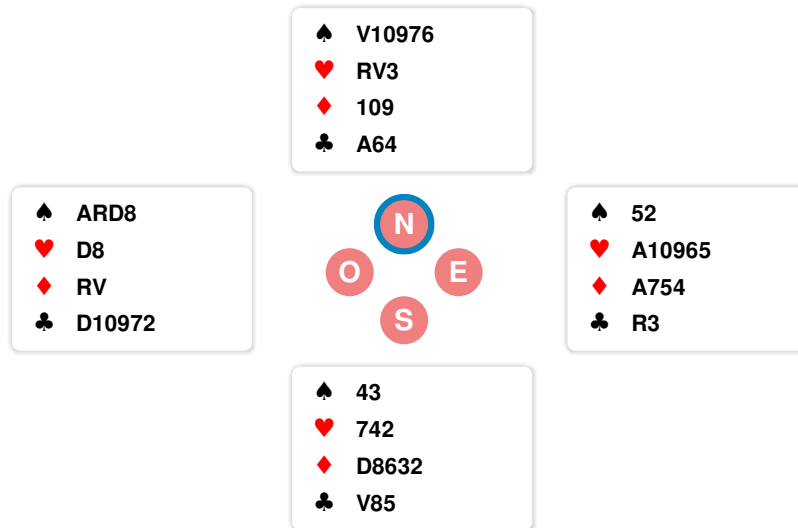 ♠ V10976
♥ RV3
♦ 109
♣ A64
♠ ARD8
♥ D8
♦ RV
♣ D10972
N
O
E
S
♠ 52
♥ A10965
♦ A754
♣ R3
♠ 43
♥ 742
♦ D8632
♣ V85